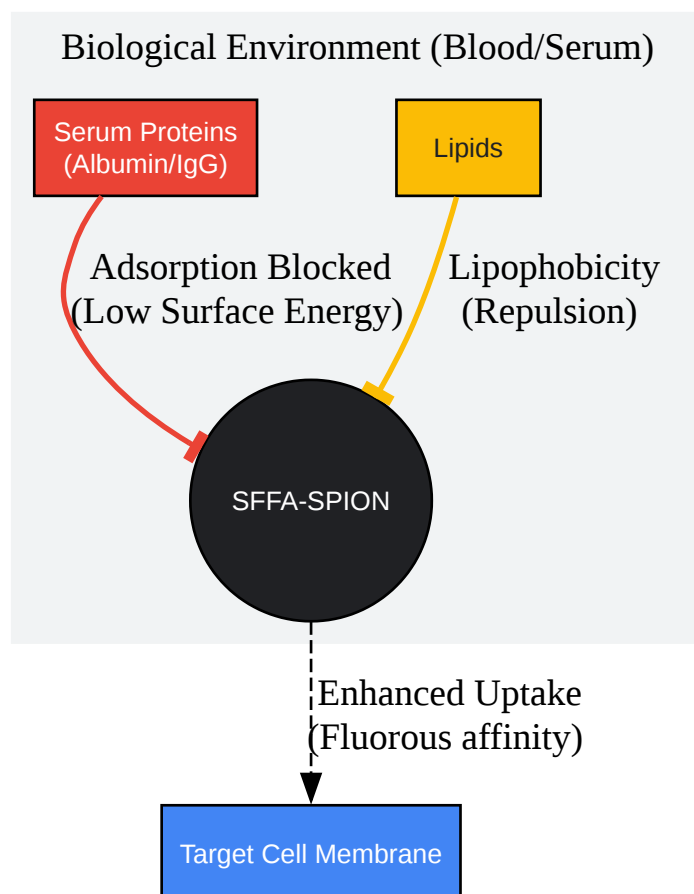 Biological Environment (Blood/Serum)
Serum Proteins
(Albumin/IgG)
Lipids
Adsorption Blocked
(Low Surface Energy)
Lipophobicity
(Repulsion)
SFFA-SPION
Enhanced Uptake
(Fluorous affinity)
Target Cell Membrane